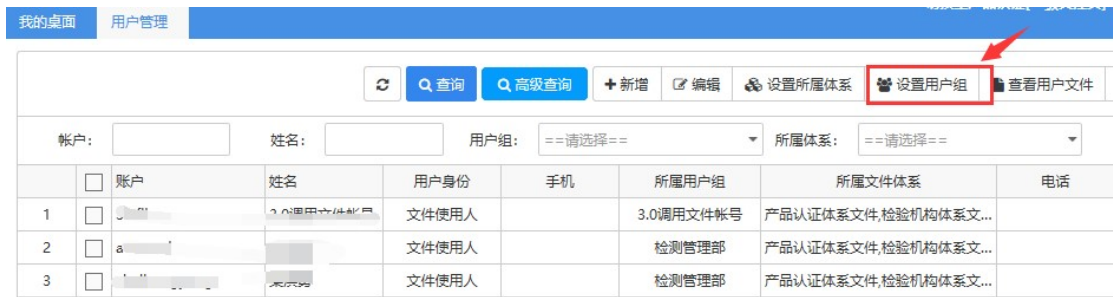 我的桌面 用户管理
查询 高级查询 新增 编辑 设置所属体系 设置用户组 查看用户文件
帐户： 姓名： 用户组： ==请选择== 所属体系： ==请选择==
账户 姓名 用户身份 手机 所属用户组 所属文件体系 电话
1 3.0调用文件帐号 文件使用人 3.0调用文件帐号 产品认证体系文件,检验机构体系文...
2 a 文件使用人 检测管理部 产品认证体系文件,检验机构体系文...
3 文件使用人 检测管理部 产品认证体系文件,检验机构体系文...